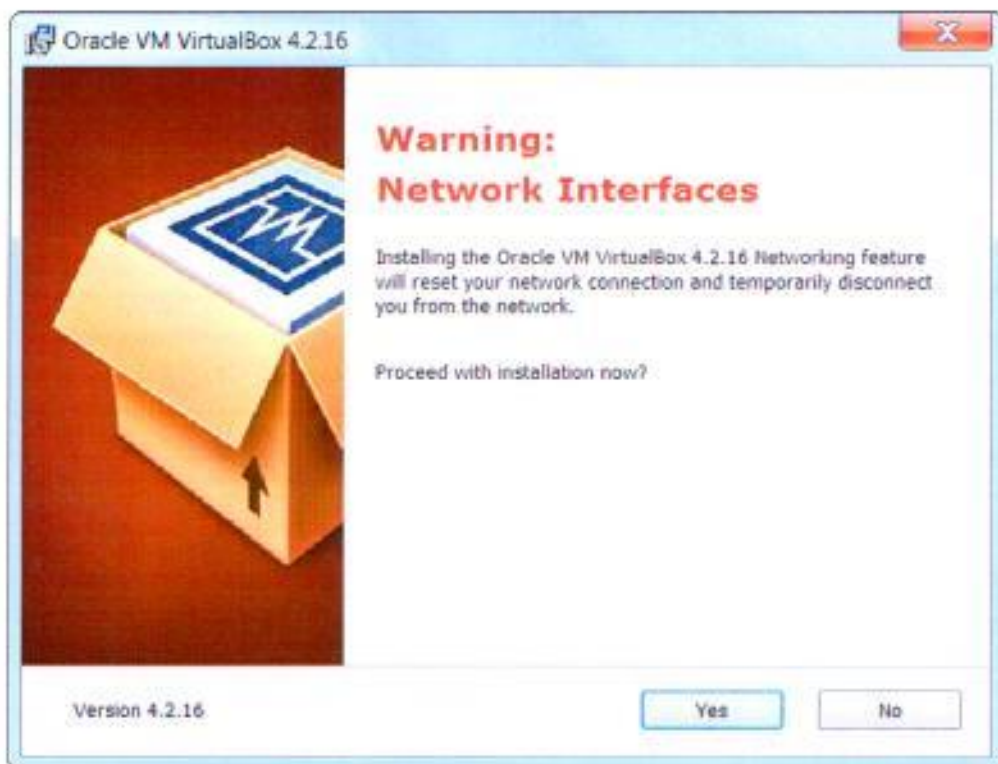 Oracle VM VirtualBox 4.2.16
Warning:
Network Interfaces
Installing the Oracle VM VirtualBox 4.2.16 Networking feature
will reset your network connection and temporarily disconnect
you from the network.
Proceed with installation now?
Version 4.2.16
Yes
No